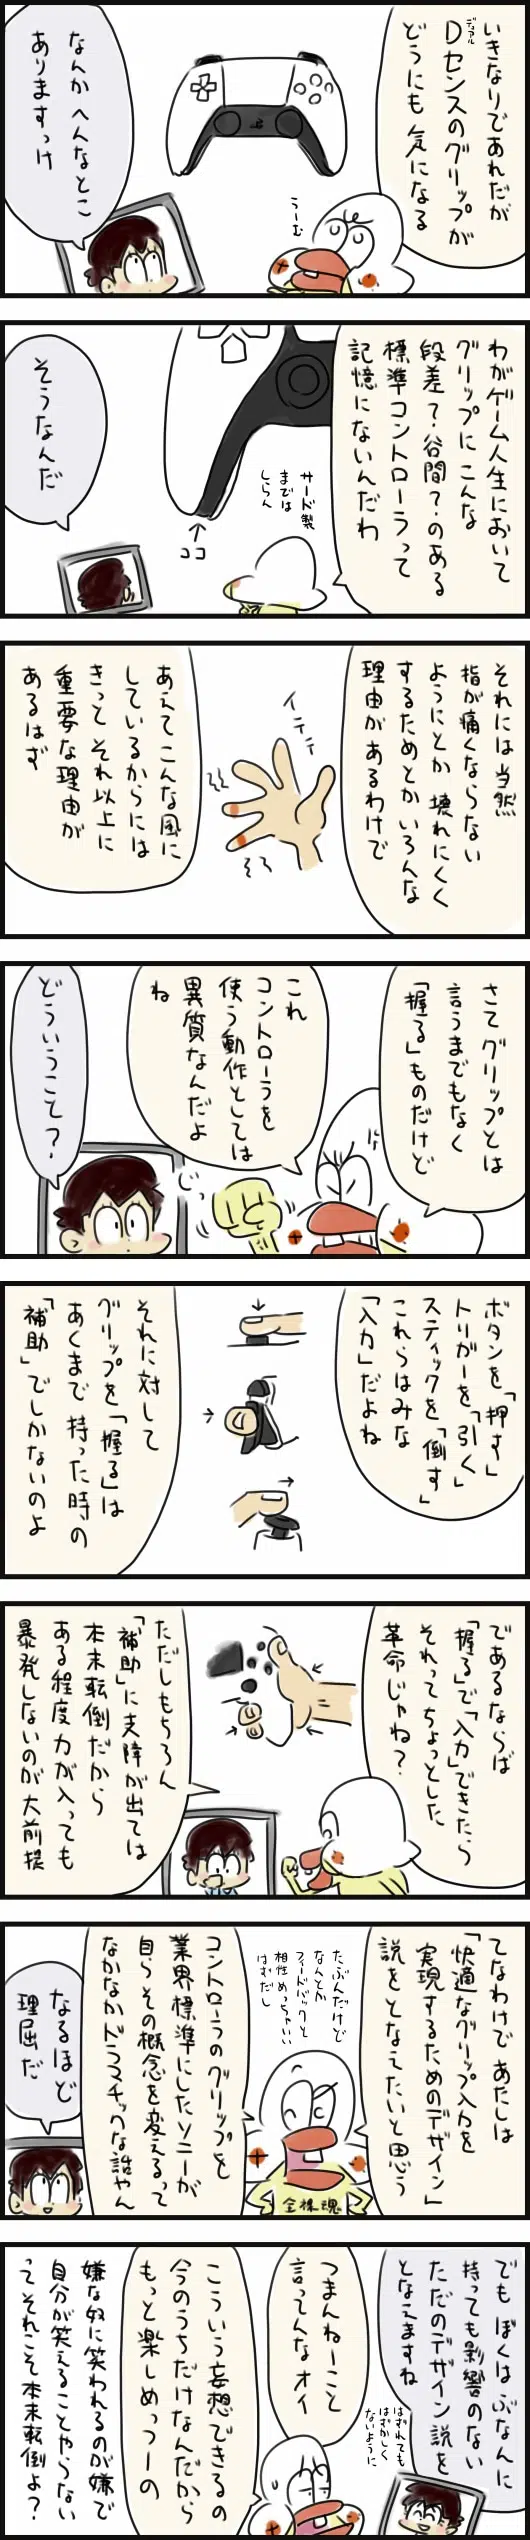 いきなりであれだが
Dセンスのグリップが
デュアル
どうにも気になる
うーむ
なんかへんなとこ
ありますっけ
わがゲーム人生において
グリップにこんな
段差?谷間?のある
標準コントローラって
記憶にないんだわ
サード製
までは
しらん
↑
ココ
そうなんだ
それには当然
指が痛くならない
ようにとか壊れにくく
するためとかいろんな
理由があるわけで
イテテ
あえてこんな風に
しているからには
きっとそれ以上に
重要な理由が
あるはず
さてグリップとは
言うまでもなく
「握る」ものだけど
これ
コントローラを
使う動作としては
異質なんだよ
ね
じっ
どういうこと?
ボタンを「押す」
トリガーを「引く」
スティックを「倒す」
これらはみな
「入力」だよね
それに対して
グリップを「握る」は
あくまで持った時の
「補助」でしかないのよ
であるならば
「握る」で「入力」できたら
それってちょっとした
革命じゃね?
ただしもちろん
「補助」に支障が出ては
本末転倒だから
ある程度力が入っても
暴発しないのが大前提
てなわけであたしは
「快適なグリップ入力を
実現するためのデザイン」
説をとなえたいと思う
たぶんだけど
なんとか
フィードバックと
相性めっちゃいい
はずだし
全裸魂
コントローラのグリップを
業界標準にしたソニーが
自らその概念を変えるって
なかなかドラマチックな話やん
なるほど
理屈だ
でもぼくはぶなんに
持っても影響のない
ただのデザイン説を
となえますね
はずれても
はずかしく
ないように
つまんねーこと
言ってんなオイ
こういう妄想できるの
今のうちだけなんだから
もっと楽しめっつーの
嫌な奴に笑われるのが嫌で
自分が笑えることやらない
ってそれこそ本末転倒よ?